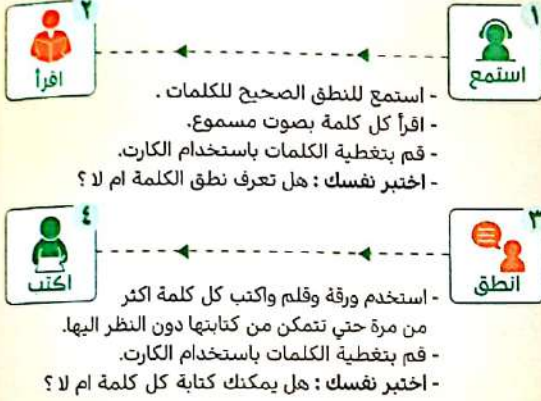 ١
استمع
٢
اقرأ
- استمع للنطق الصحيح للكلمات .
- اقرأ كل كلمة بصوت مسموع.
- قم بتغطية الكلمات باستخدام الكارت.
- اختبر نفسك : هل تعرف نطق الكلمة ام لا ؟
٣
انطق
٤
اكتب
- استخدم ورقة وقلم واكتب كل كلمة اكثر
من مرة حتي تتمكن من كتابتها دون النظر اليها.
- قم بتغطية الكلمات باستخدام الكارت.
- اختبر نفسك : هل يمكنك كتابة كل كلمة ام لا ؟